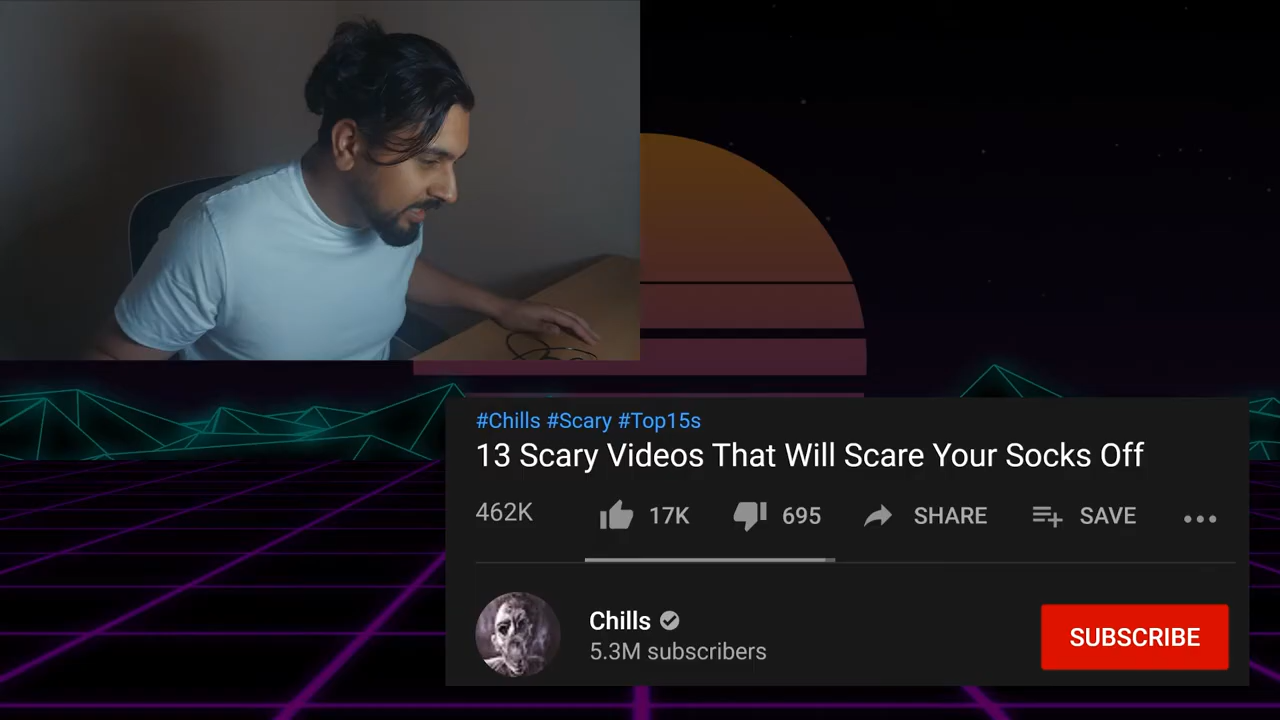 #Chills #Scary #Top15s
13 Scary Videos That Will Scare Your Socks Off
462K 17K 695 SHARE SAVE
Chills
5.3M subscribers
SUBSCRIBE